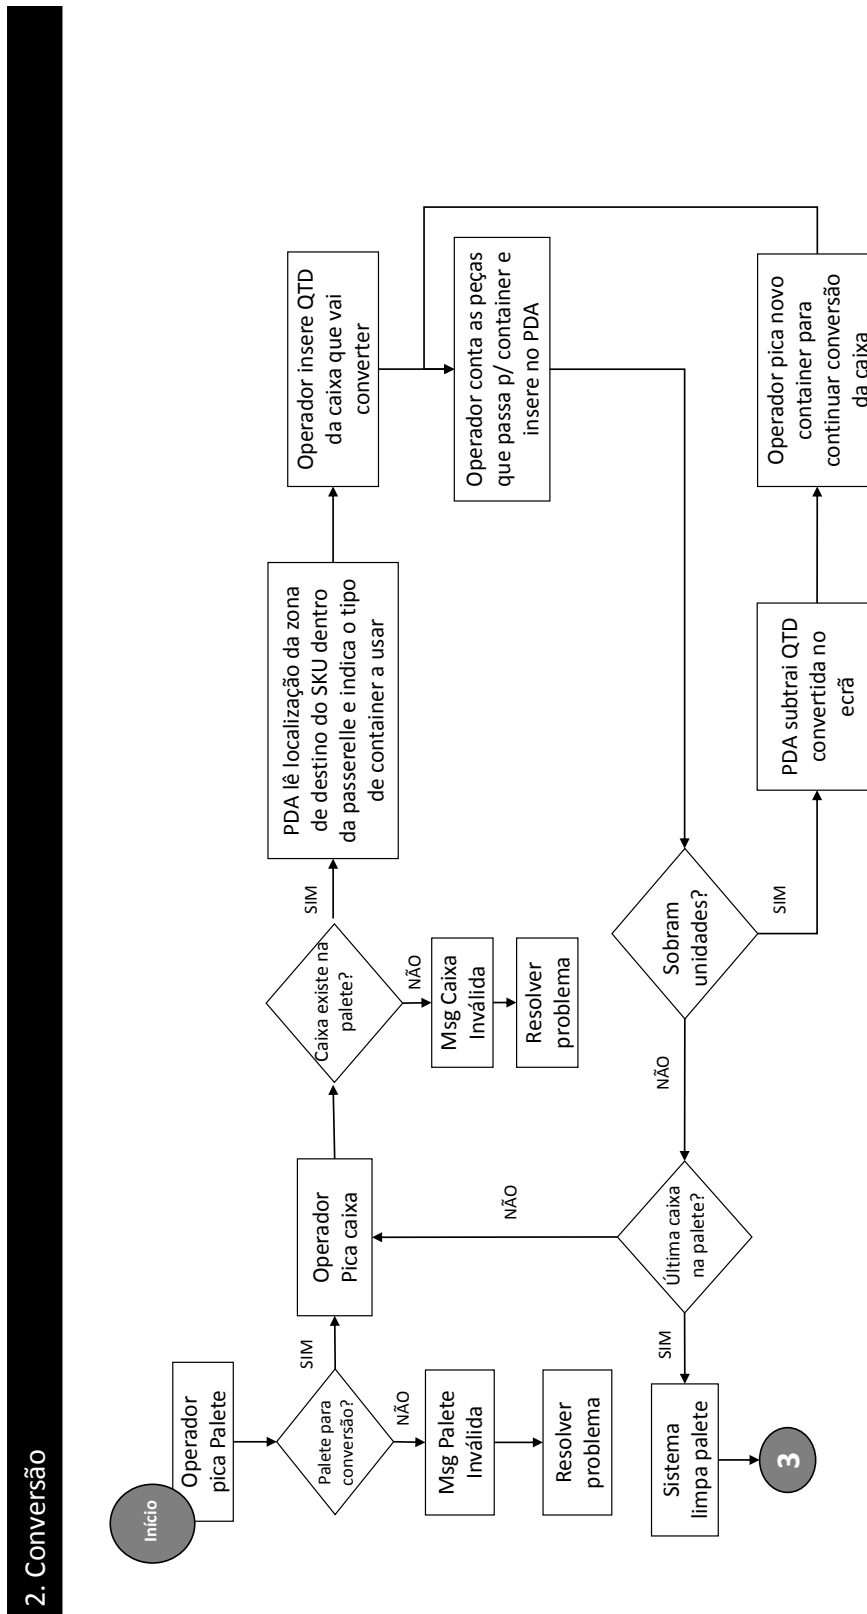 2. Conversão
Início
Operador
pica Palete
Palete para
conversão?
SIM
NÃO
Msg Palete
Inválida
Resolver
problema
Operador
Pica caixa
Caixa existe na
palete?
SIM
NÃO
Msg Caixa
Inválida
Resolver
problema
PDA lê localização da zona
de destino do SKU dentro
da passerelle e indica o tipo
de container a usar
Operador insere QTD
da caixa que vai
converter
Operador conta as peças
que passa p/ container e
insere no PDA
Sobram
unidades?
SIM
NÃO
PDA subtrai QTD
convertida no
ecrã
Operador pica novo
container para
continuar conversão
da caixa
Última caixa
na palete?
NÃO
SIM
Sistema
limpa palete
3